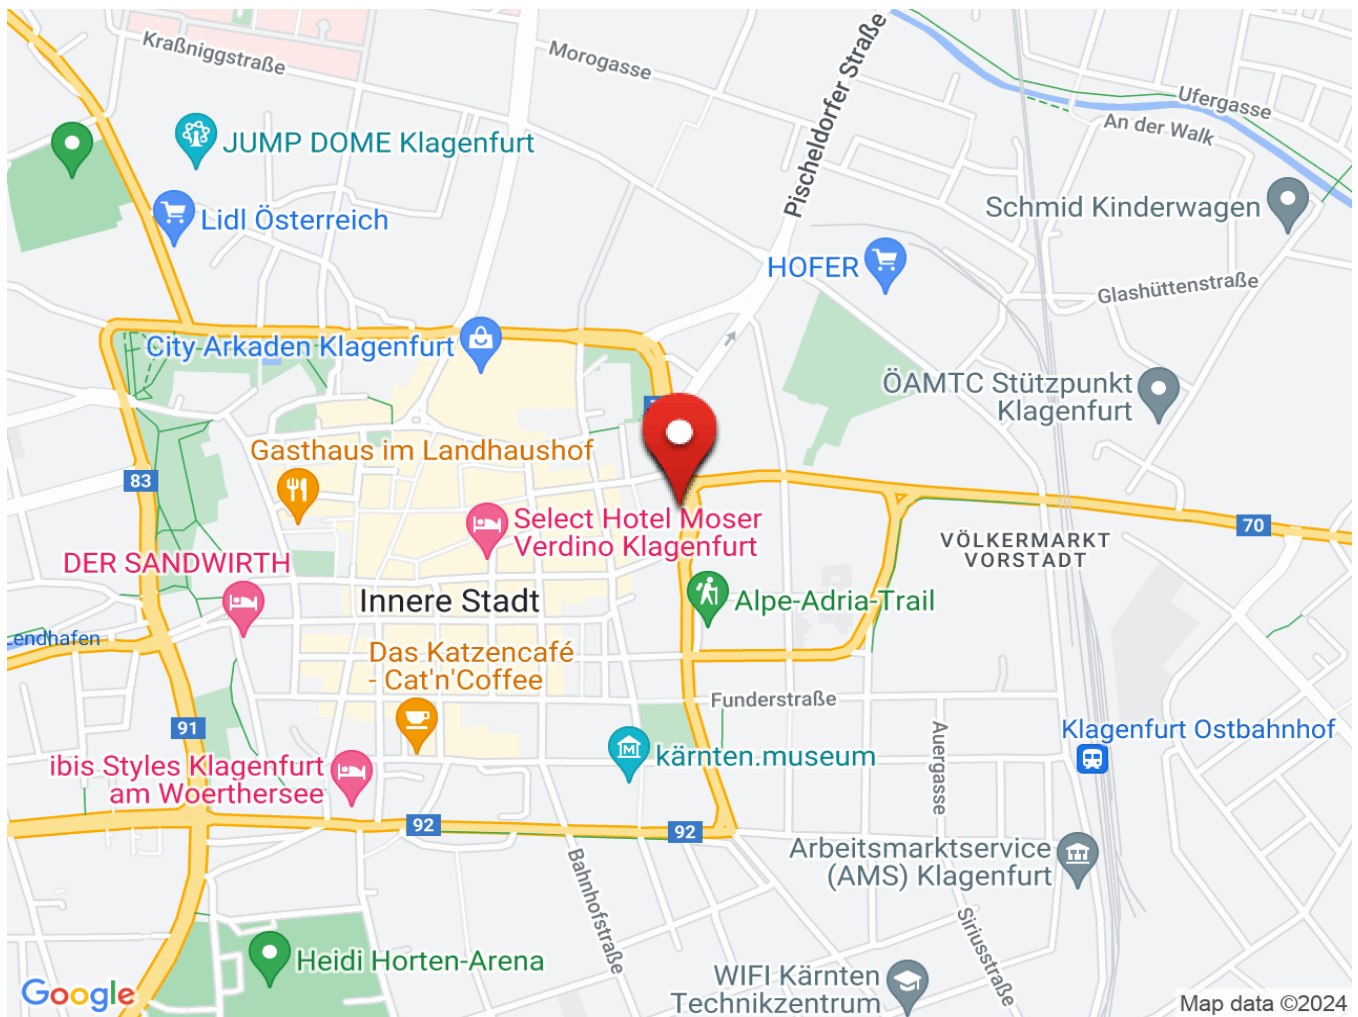 Kraßniggstraße
Morogasse
Pischeldorfer Straße
Ufergasse
An der Walk
JUMP DOME Klagenfurt
Lidl Österreich
Schmid Kinderwagen
HOFER
Glashüttenstraße
City Arkaden Klagenfurt
ÖAMTC Stützpunkt
Klagenfurt
Gasthaus im Landhaushof
83
Select Hotel Moser
Verdino Klagenfurt
70
VÖLKERMARKT
VORSTADT
DER SANDWIRTH
Innere Stadt
Alpe-Adria-Trail
endhafen
Das Katzencafé
- Cat'n'Coffee
Funderstraße
91
Auergasse
Klagenfurt Ostbahnhof
kärnten.museum
ibis Styles Klagenfurt
am Woerthersee
92
92
Arbeitsmarktservice
(AMS) Klagenfurt
Bahnhofstraße
Siriusstraße
Heidi Horten-Arena
WIFI Kärnten
Technikzentrum
Google
Map data ©2024